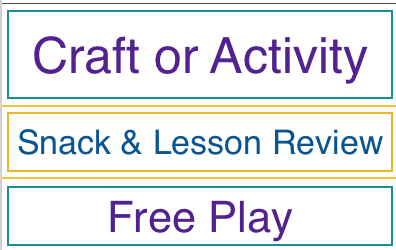 Craft or Activity
Snack & Lesson Review
Free Play